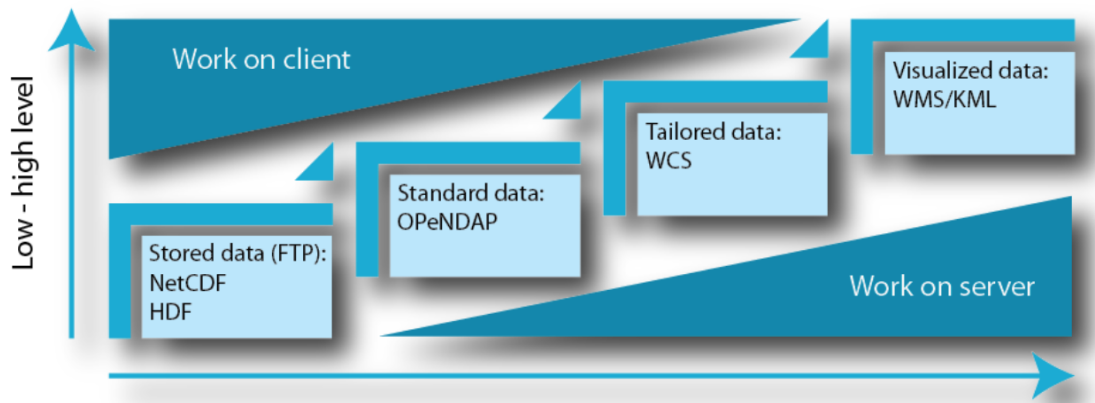 Low - high level
Work on client
Stored data (FTP):
NetCDF
HDF
Standard data:
OPeNDAP
Tailored data:
WCS
Visualized data:
WMS/KML
Work on server